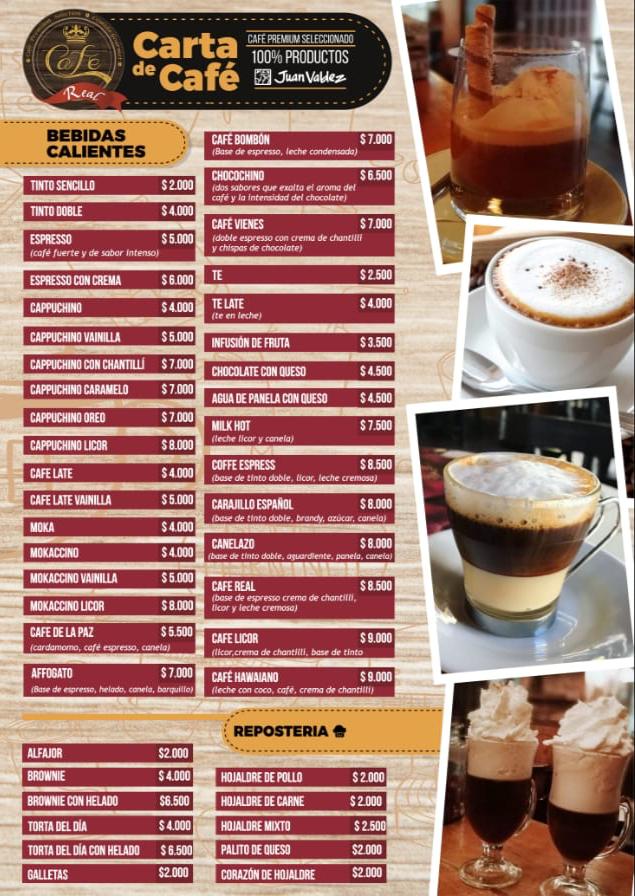 Café
Real
Carta
de Café
CAFÉ PREMIUM SELECCIONADO
100% PRODUCTOS
Juan Valdez
BEBIDAS
CALIENTES
TINTO SENCILLO $ 2.000
TINTO DOBLE $ 4.000
ESPRESSO $ 5.000
(café fuerte y de sabor intenso)
ESPRESSO CON CREMA $ 6.000
CAPPUCHINO $ 4.000
CAPPUCHINO VAINILLA $ 5.000
CAPPUCHINO CON CHANTILLÍ $ 7.000
CAPPUCHINO CARAMELO $ 7.000
CAPPUCHINO OREO $ 7.000
CAPPUCHINO LICOR $ 8.000
CAFE LATE $ 4.000
CAFE LATE VAINILLA $ 5.000
MOKA $ 4.000
MOKACCINO $ 4.000
MOKACCINO VAINILLA $ 5.000
MOKACCINO LICOR $ 8.000
CAFE DE LA PAZ $ 5.500
(cardamomo, café espresso, canela)
AFFOGATO $ 7.000
(Base de espresso, helado, canela, barquillo)
CAFÉ BOMBÓN $ 7.000
(Base de espresso, leche condensada)
CHOCOCHINO $ 6.500
(dos sabores que exalta el aroma del
café y la intensidad del chocolate)
CAFÉ VIENES $ 7.000
(doble espresso con crema de chantilli
y chispas de chocolate)
TE $ 2.500
TE LATE $ 4.000
(te en leche)
INFUSIÓN DE FRUTA $ 3.500
CHOCOLATE CON QUESO $ 4.500
AGUA DE PANELA CON QUESO $ 4.500
MILK HOT $ 7.500
(leche licor y canela)
COFFE ESPRESS $ 8.500
(base de tinto doble, licor, leche cremosa)
CARAJILLO ESPAÑOL $ 8.000
(base de tinto doble, brandy, azúcar, canela)
CANELAZO $ 8.000
(base de tinto doble, aguardiente, panela, canela)
CAFE REAL $ 8.500
(base de espresso crema de chantilli,
licor y leche cremosa)
CAFE LICOR $ 9.000
(licor,crema de chantilli, base de tinto
CAFÉ HAWAIANO $ 9.000
(leche con coco, café, crema de chantilli)
REPOSTERIA
ALFAJOR $2.000
BROWNIE $ 4.000
BROWNIE CON HELADO $6.500
TORTA DEL DÍA $ 4.000
TORTA DEL DÍA CON HELADO $ 6.500
GALLETAS $2.000
HOJALDRE DE POLLO $ 2.000
HOJALDRE DE CARNE $ 2.000
HOJALDRE MIXTO $ 2.500
PALITO DE QUESO $2.000
CORAZÓN DE HOJALDRE $2.000